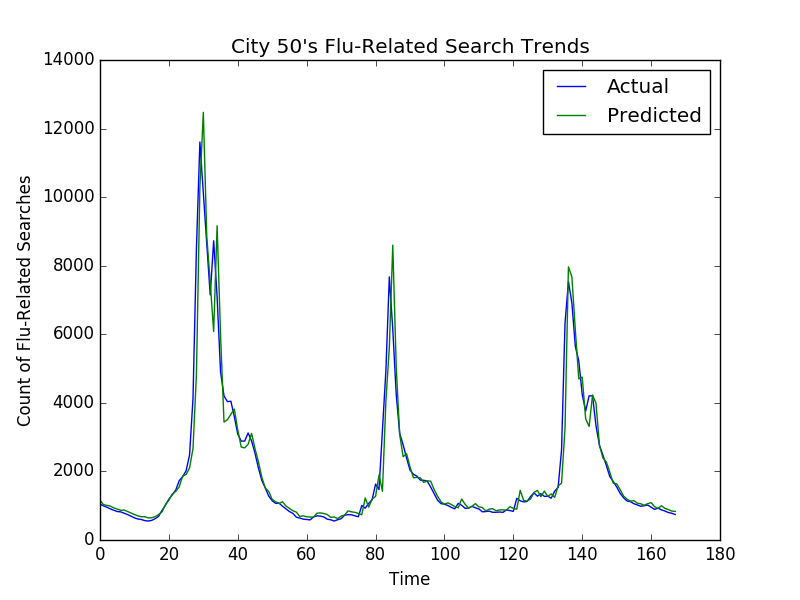 City 50's Flu-Related Search Trends
Actual
Predicted
Count of Flu-Related Searches
14000
12000
10000
8000
6000
4000
2000
0
0 20 40 60 80 100 120 140 160 180
Time